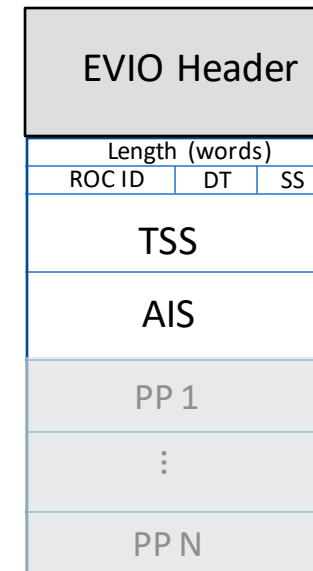 EVIO Header
Length (words)
ROC ID DT SS
TSS
AIS
PP 1
⋮
PP N